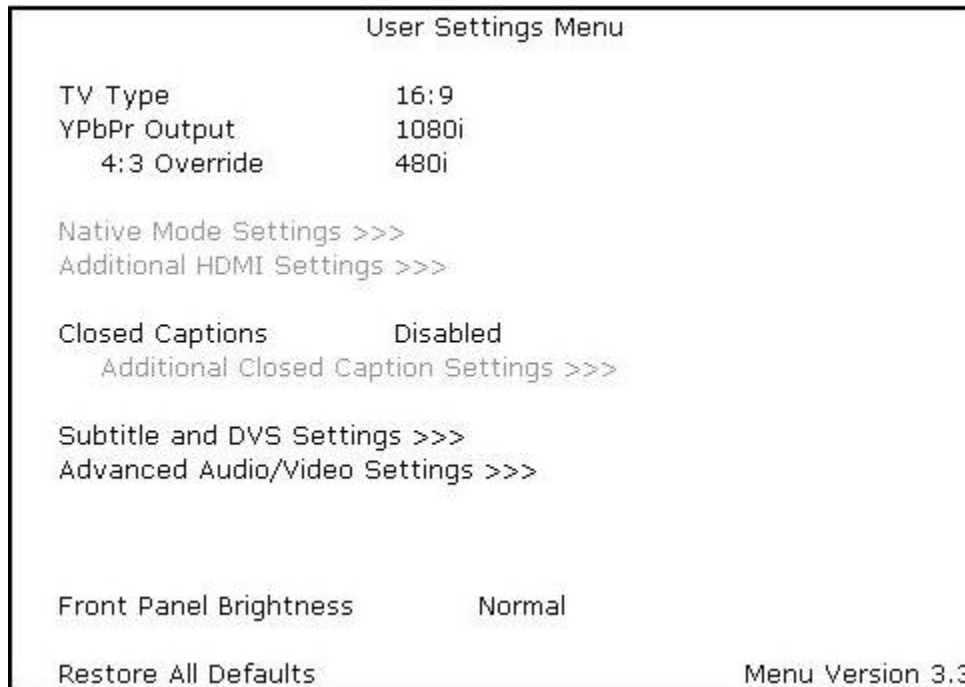 User Settings Menu
TV Type 16:9
YPbPr Output 1080i
4:3 Override 480i
Native Mode Settings >>>
Additional HDMI Settings >>>
Closed Captions Disabled
Additional Closed Caption Settings >>>
Subtitle and DVS Settings >>>
Advanced Audio/Video Settings >>>
Front Panel Brightness Normal
Restore All Defaults Menu Version 3.3